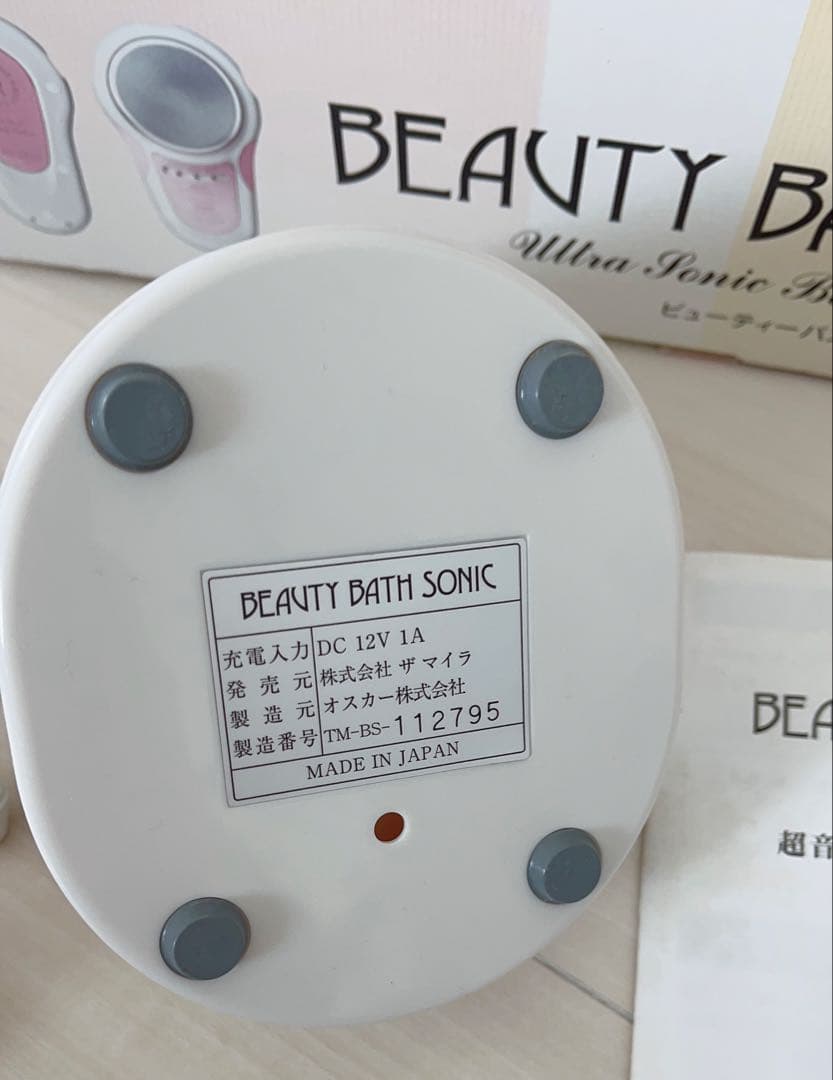 BEAUTY BA
Ultra Sonic B
ビューティーバ
BEAUTY BATH SONIC
充電入力 DC 12V 1A
発売元 株式会社 ザ マイラ
製造元 オスカー株式会社
製造番号 TM-BS-112795
MADE IN JAPAN
BEA
超音